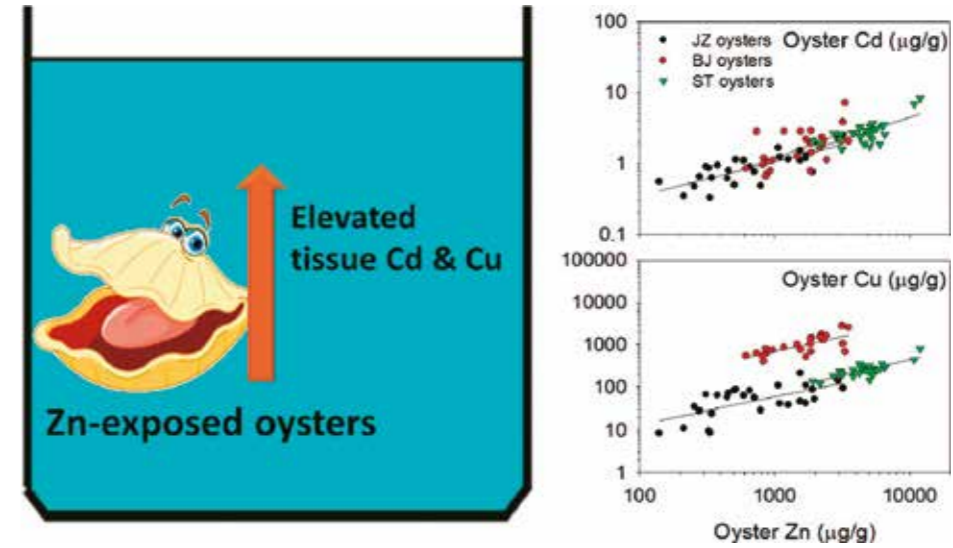 Elevated
tissue Cd & Cu
Zn-exposed oysters
100
10
1
0.1
JZ oysters
BJ oysters
ST oysters
Oyster Cd (µg/g)
100000
10000
1000
100
10
1
Oyster Cu (µg/g)
100
1000
10000
Oyster Zn (µg/g)